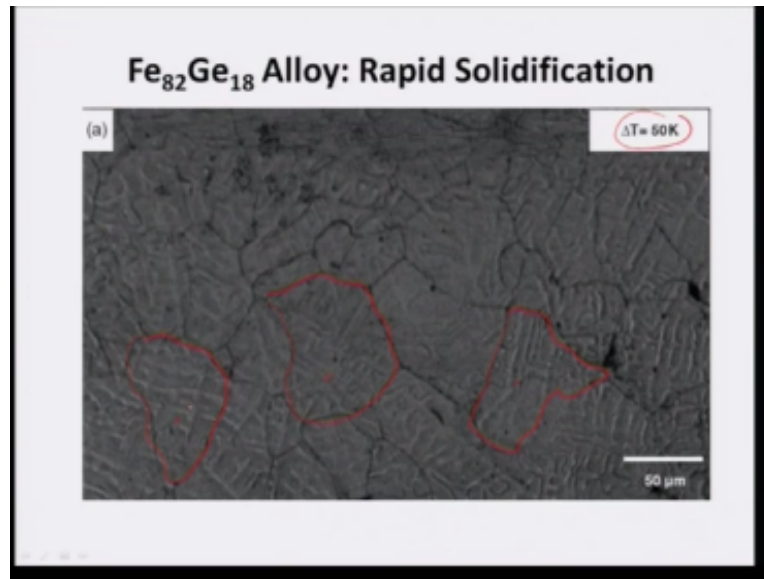 Fe₈₂Ge₁₈ Alloy: Rapid Solidification
(a)
ΔT= 50K
50 µm